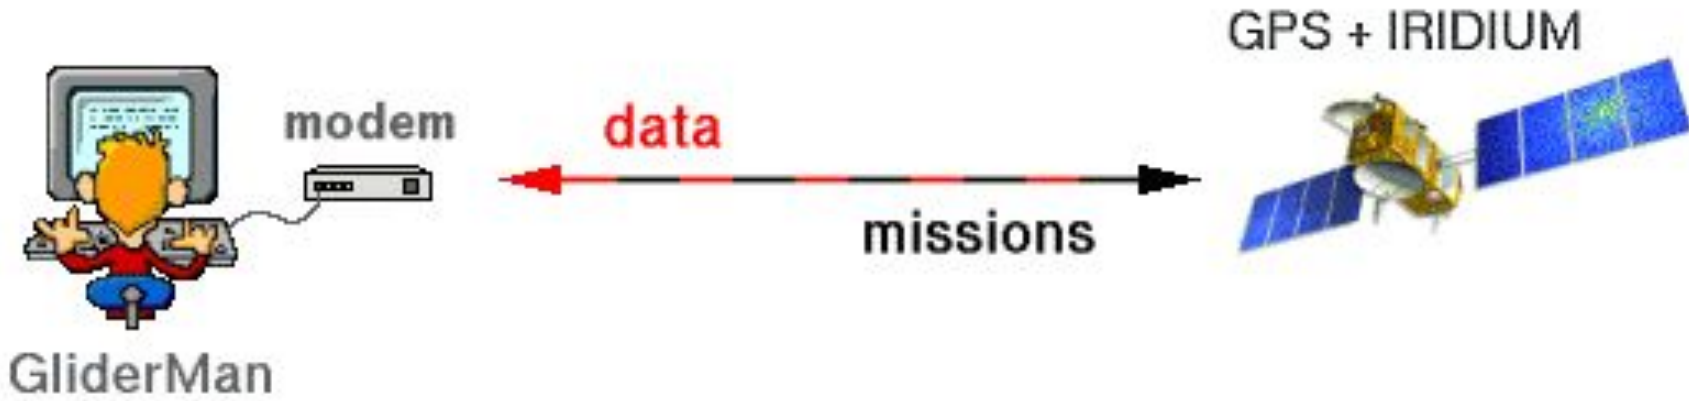 GPS + IRIDIUM
modem
data
missions
GliderMan